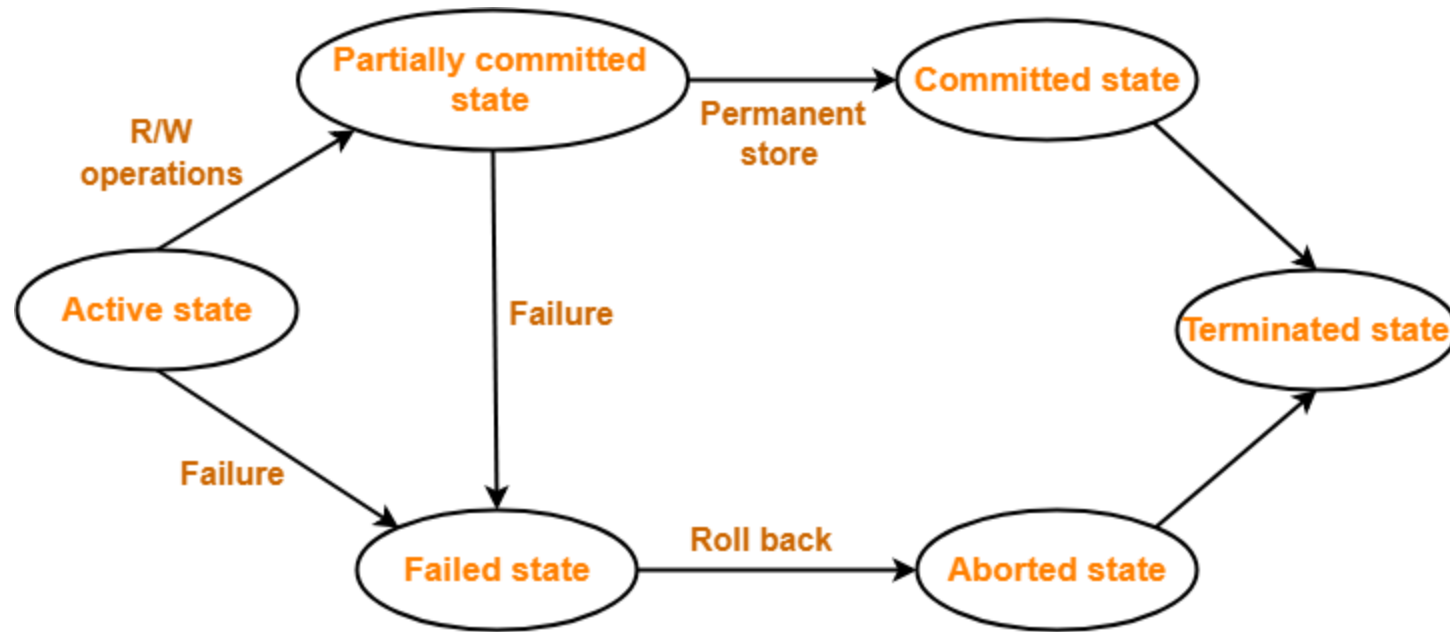 Partially committed
state
Committed state
Permanent
store
R/W
operations
Active state
Failure
Terminated state
Failure
Roll back
Failed state
Aborted state